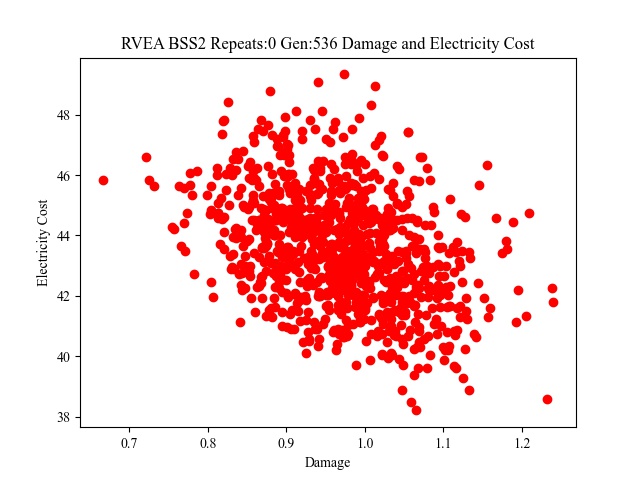 RVEA BSS2 Repeats:0 Gen:536 Damage and Electricity Cost
48
46
44
42
40
38
Electricity Cost
0.7 0.8 0.9 1.0 1.1 1.2
Damage